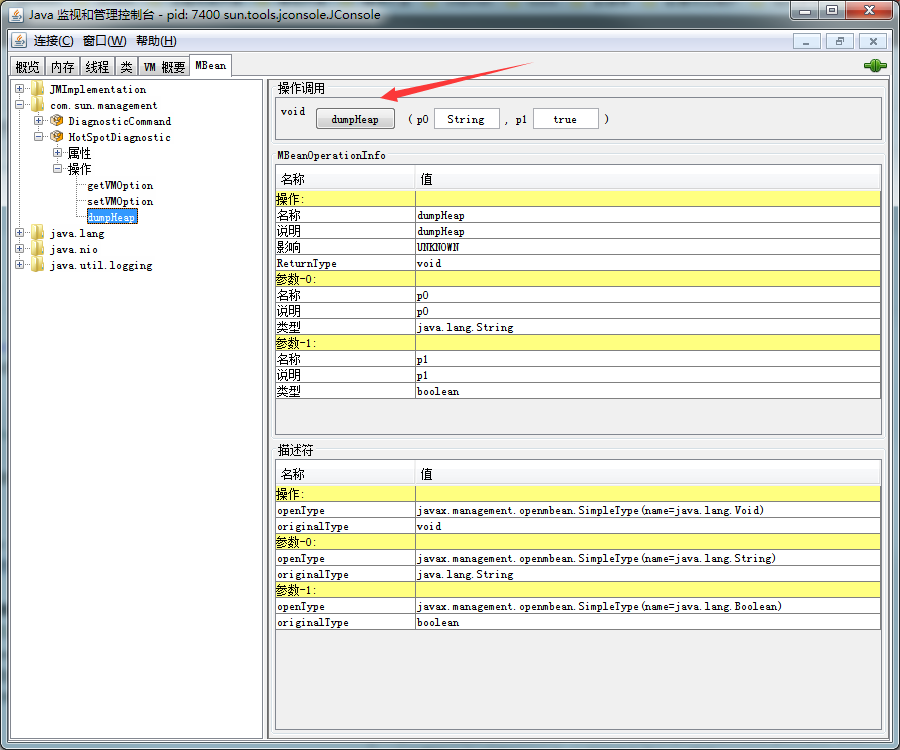 Java 监视和管理控制台 - pid: 7400 sun.tools.jconsole.JConsole
连接(C) 窗口(W) 帮助(H)
概览 内存 线程 类 VM 概要 MBean
JMImplementation
com.sun.management
DiagnosticCommand
HotSpotDiagnostic
属性
操作
getVMOption
setVMOption
dumpHeap
java.lang
java.nio
java.util.logging
操作调用
void dumpHeap ( p0 String , p1 true )
MBeanOperationInfo
名称 值
操作:
名称 dumpHeap
说明 dumpHeap
影响 UNKNOWN
ReturnType void
参数-0:
名称 p0
说明 p0
类型 java.lang.String
参数-1:
名称 p1
说明 p1
类型 boolean
描述符
名称 值
操作:
openType javax.management.openmbean.SimpleType(name=java.lang.Void)
originalType void
参数-0:
openType javax.management.openmbean.SimpleType(name=java.lang.String)
originalType java.lang.String
参数-1:
openType javax.management.openmbean.SimpleType(name=java.lang.Boolean)
originalType boolean